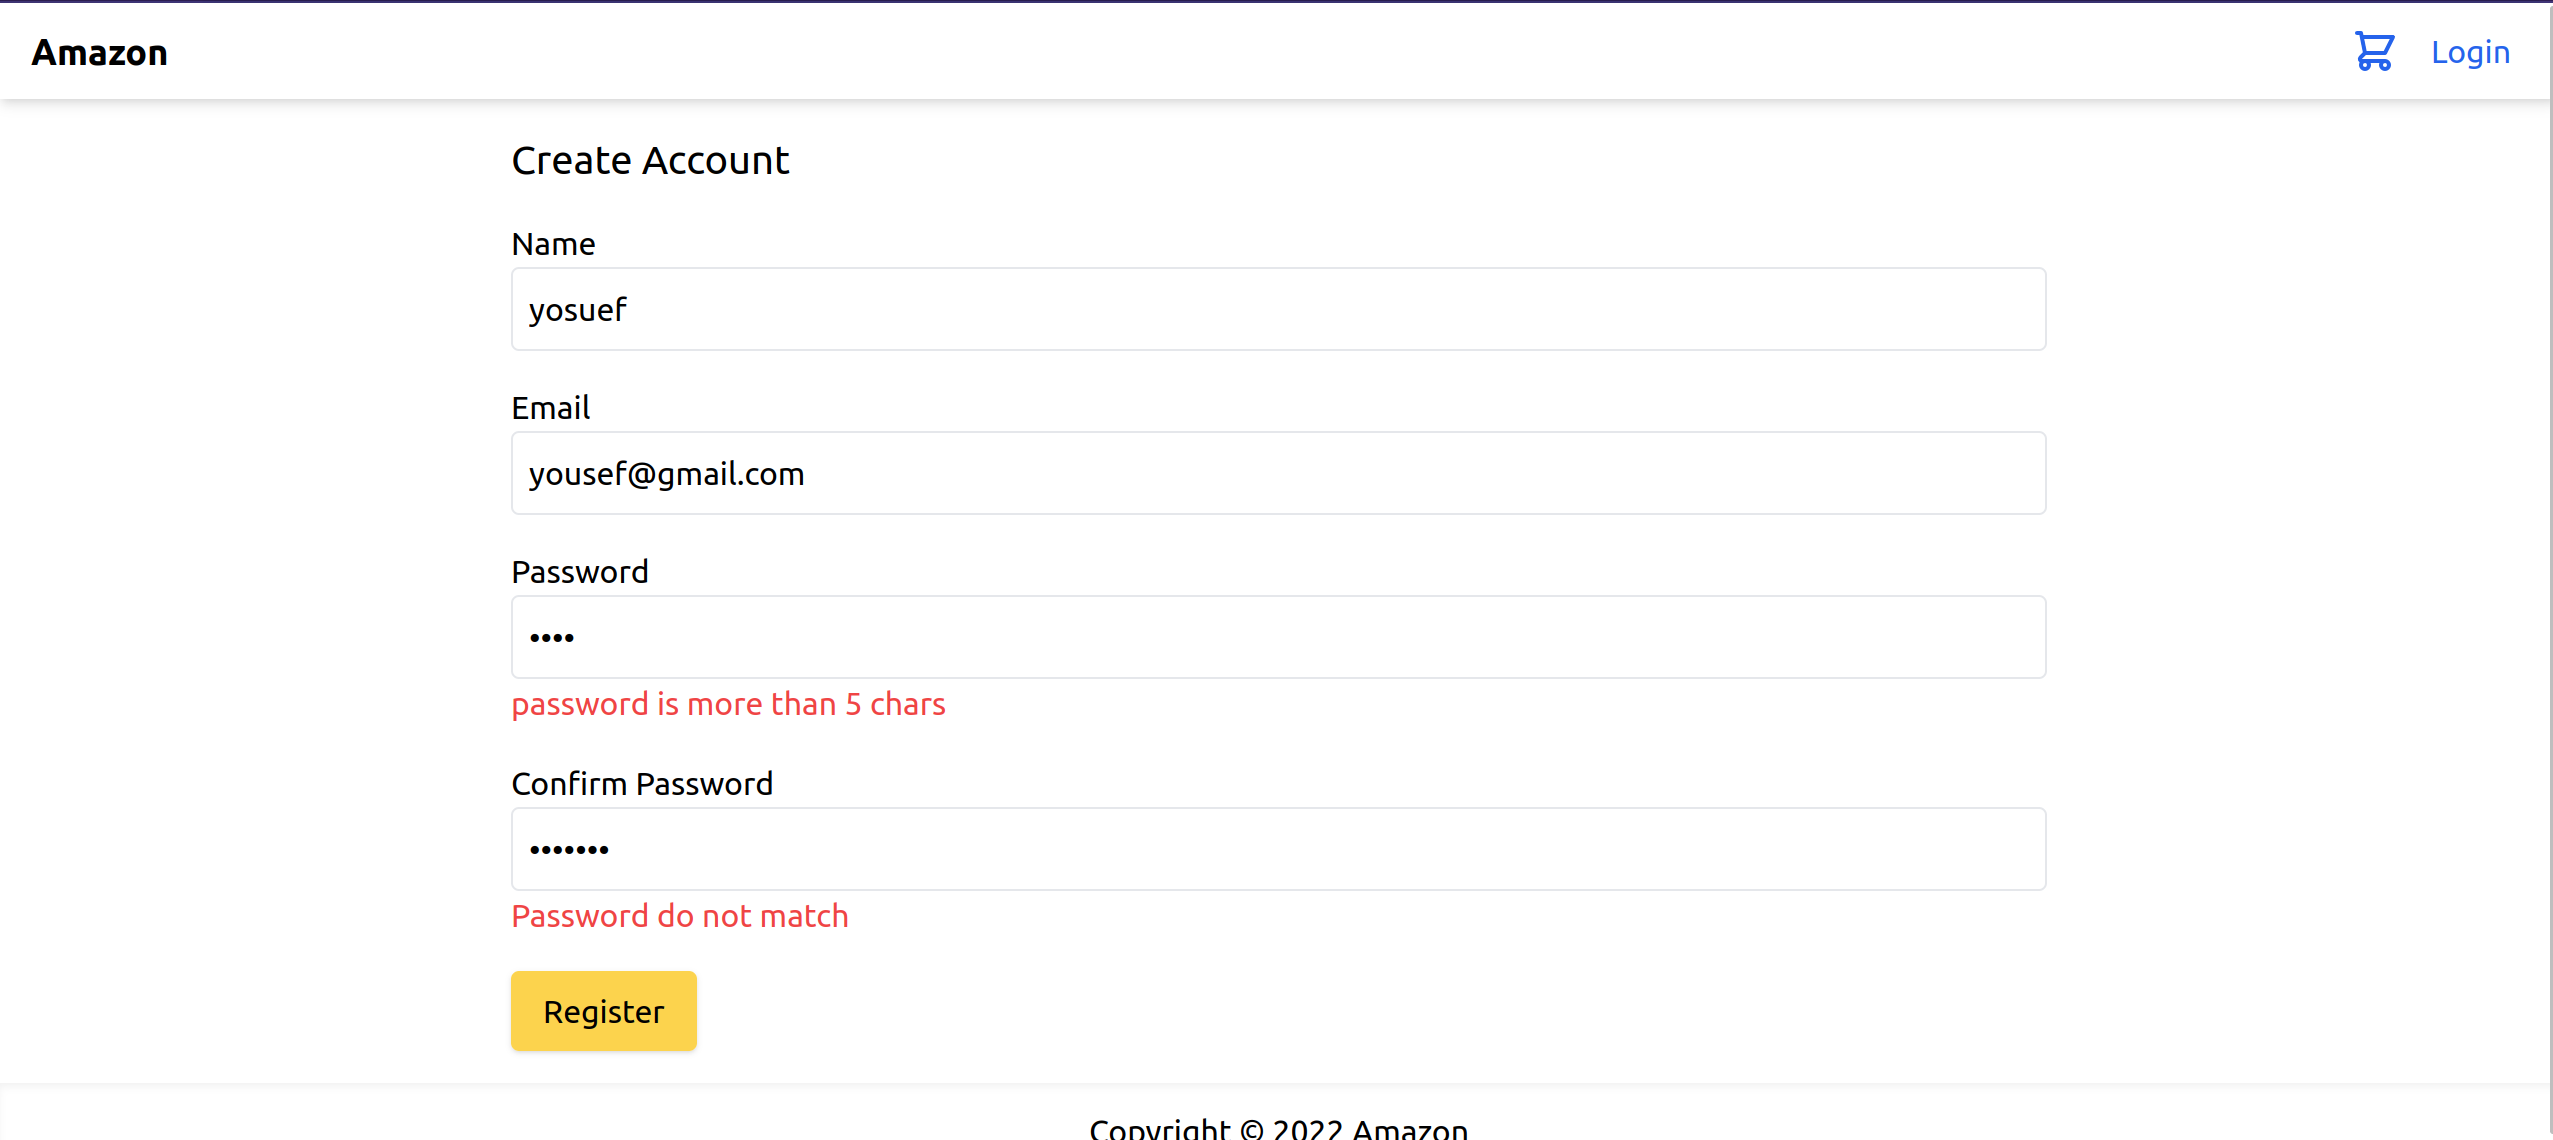 Amazon
Login
Create Account
Name
yosuef
Email
yousef@gmail.com
Password
••••
password is more than 5 chars
Confirm Password
•••••••
Password do not match
Register
Copyright © 2022 Amazon